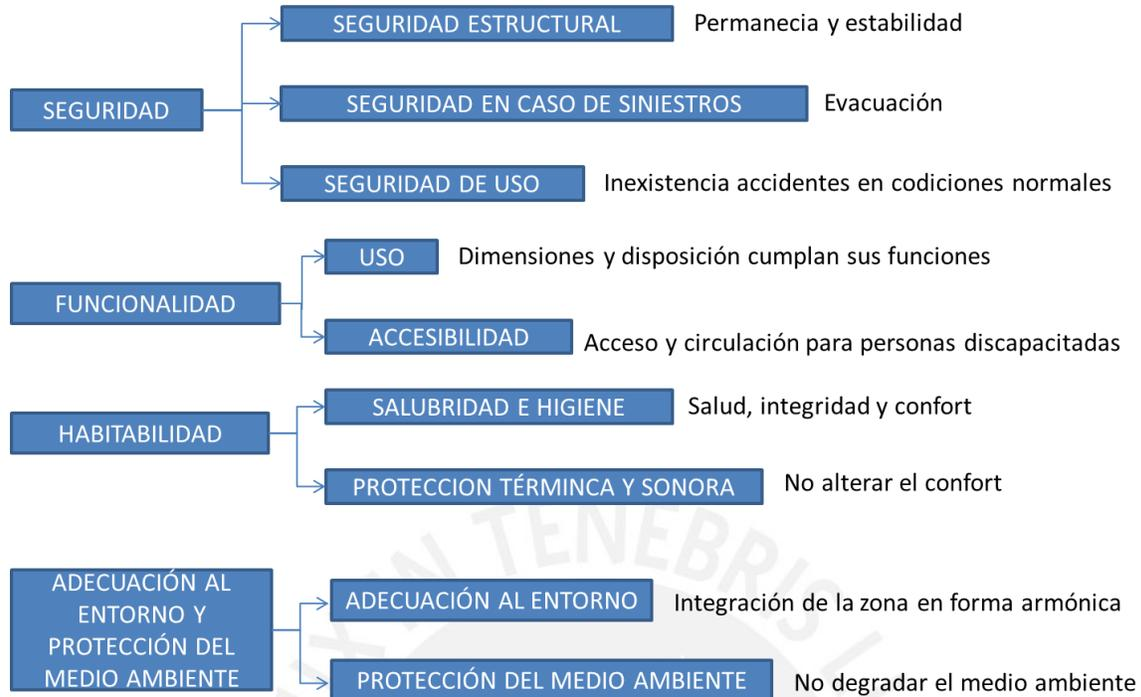 SEGURIDAD ESTRUCTURAL Permanecia y estabilidad
SEGURIDAD
SEGURIDAD EN CASO DE SINIESTROS Evacuación
SEGURIDAD DE USO Inexistencia accidentes en codiciones normales
USO Dimensiones y disposición cumplan sus funciones
FUNCIONALIDAD
ACCESIBILIDAD Acceso y circulación para personas discapacitadas
SALUBRIDAD E HIGIENE Salud, integridad y confort
HABITABILIDAD
PROTECCION TÉRMINCA Y SONORA No alterar el confort
ADECUACIÓN AL
ENTORNO Y
PROTECCIÓN DEL
MEDIO AMBIENTE
ADECUACIÓN AL ENTORNO Integración de la zona en forma armónica
PROTECCIÓN DEL MEDIO AMBIENTE No degradar el medio ambiente
TENEBRIS